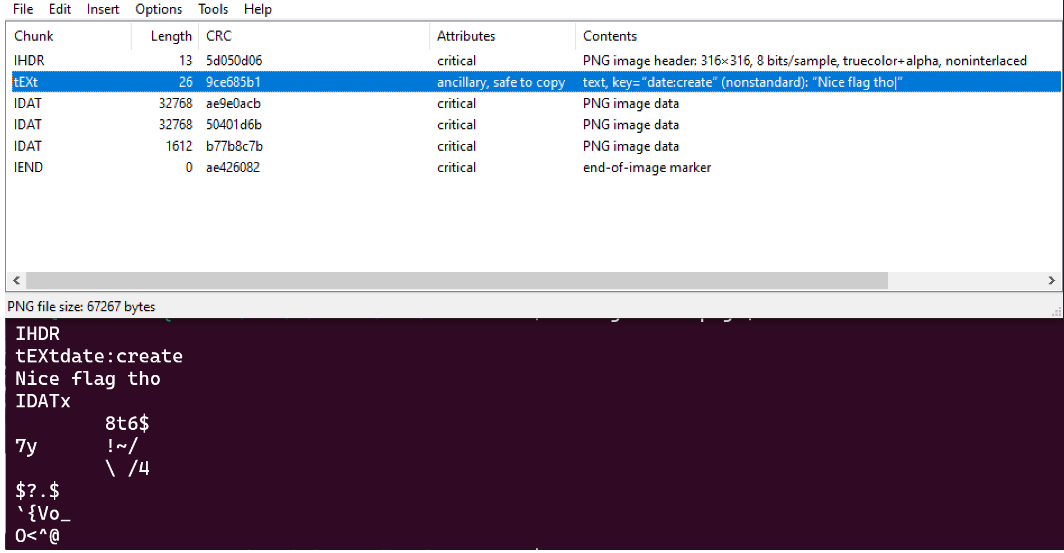 File Edit Insert Options Tools Help
Chunk Length CRC Attributes Contents
IHDR 13 5d050d06 critical PNG image header: 316×316, 8 bits/sample, truecolor+alpha, noninterlaced
tEXt 26 9ce685b1 ancillary, safe to copy text, key="date:create" (nonstandard): "Nice flag tho|"
IDAT 32768 ae9e0acb critical PNG image data
IDAT 32768 50401d6b critical PNG image data
IDAT 1612 b77b8c7b critical PNG image data
IEND 0 ae426082 critical end-of-image marker
PNG file size: 67267 bytes
IHDR
tEXtdate:create
Nice flag tho
IDATx
8t6$
7y !~/
\ /4
$?.$
`{Vo_
O<^@